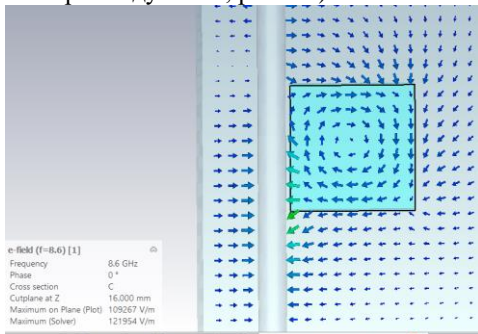 e-field (f=8.6) [1]
Frequency 8.6 GHz
Phase 0 °
Cross section C
Cutplane at Z 16.000 mm
Maximum on Plane (Plot) 109267 V/m
Maximum (Solver) 121954 V/m